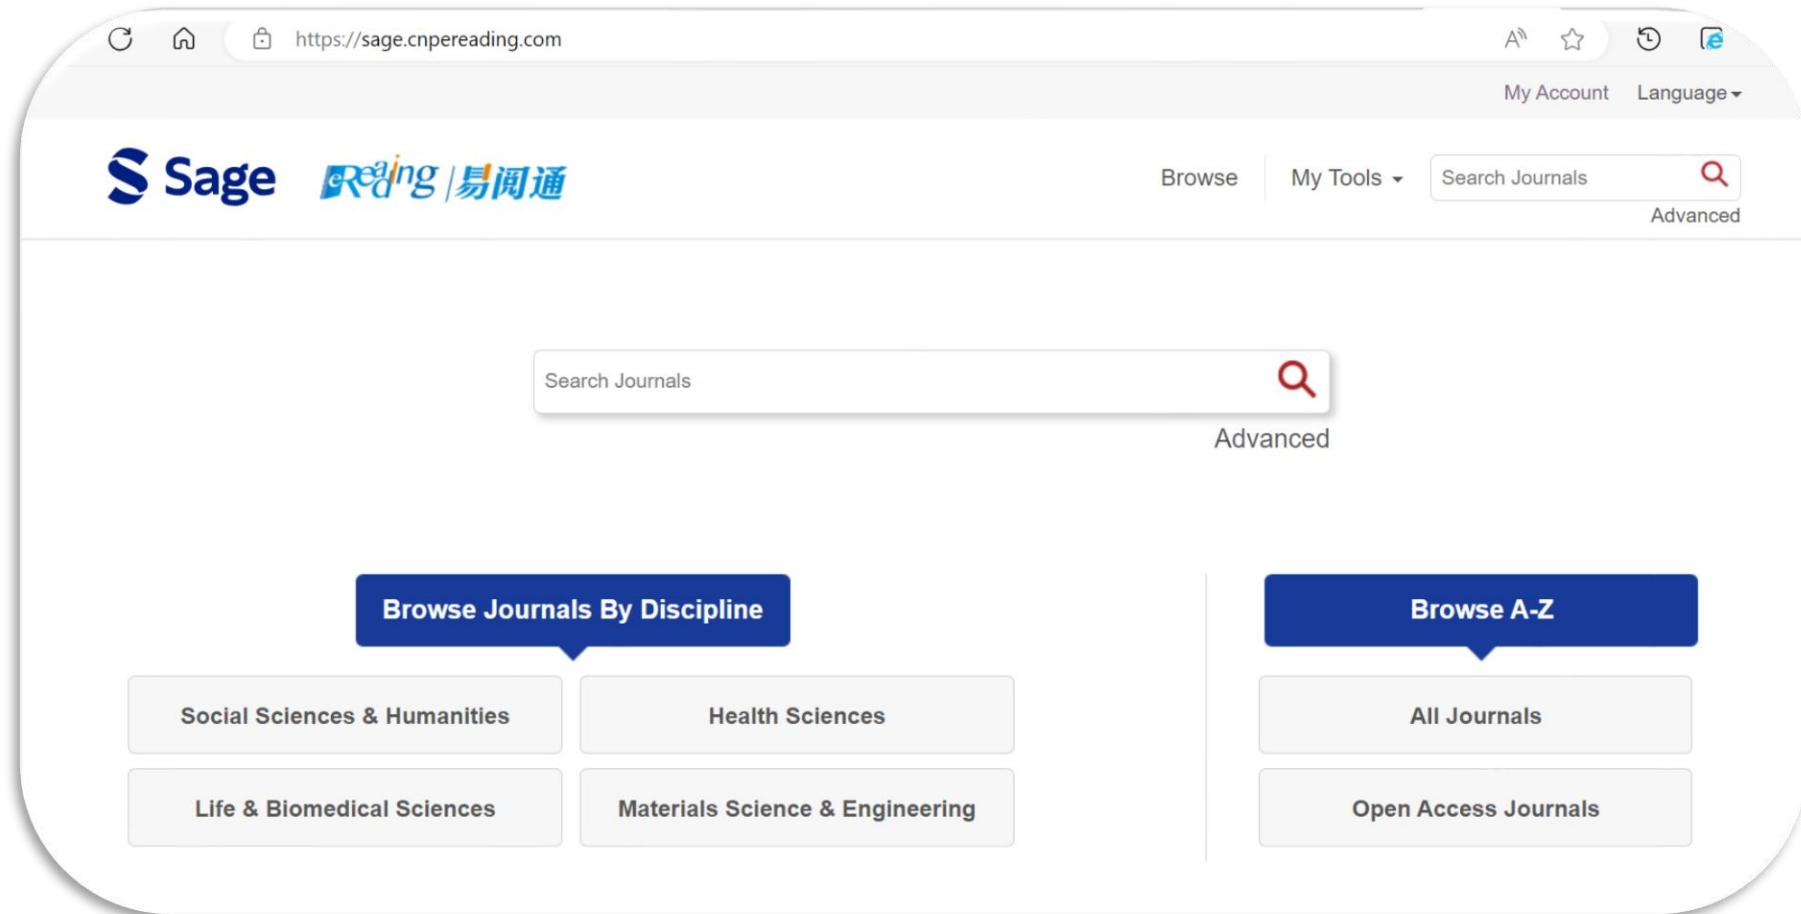 https://sage.cnpereading.com
My Account Language
Sage eReading 易阅通 Browse My Tools Search Journals
Advanced
Search Journals
Advanced
Browse Journals By Discipline
Social Sciences & Humanities Health Sciences
Life & Biomedical Sciences Materials Science & Engineering
Browse A-Z
All Journals
Open Access Journals